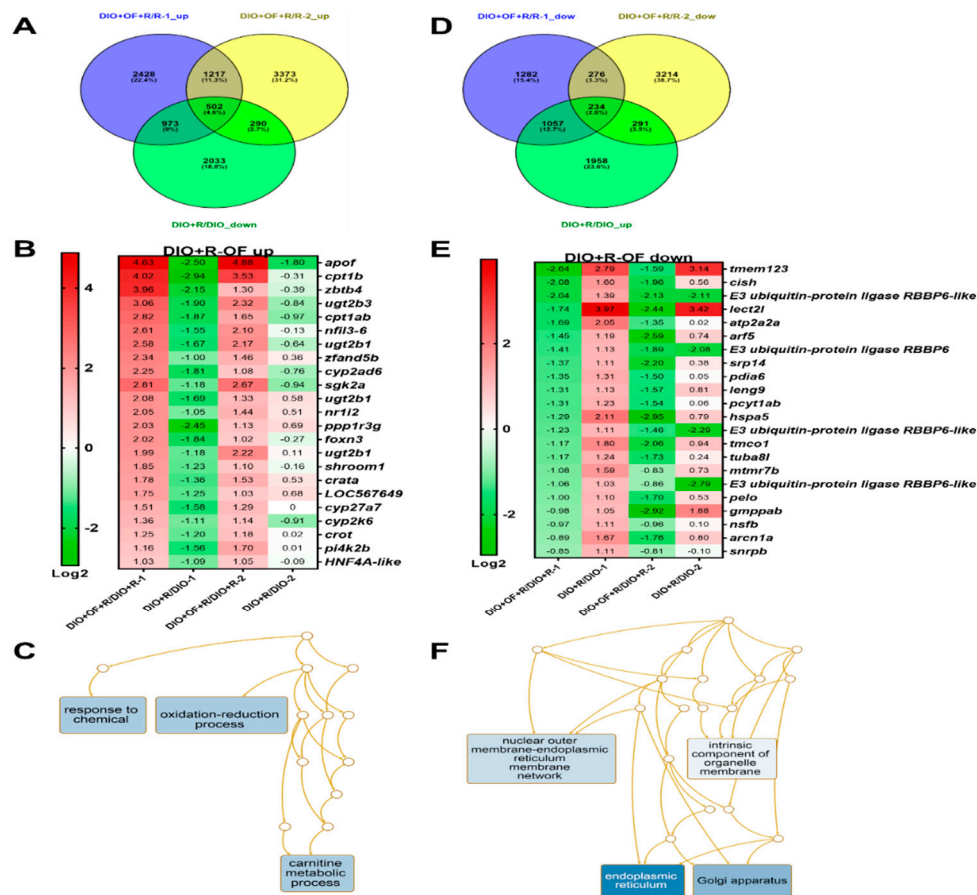 A
DIO+OF+R/R-1_up
DIO+OF+R/R-2_up
2428
(22.4%)
1217
(11.3%)
3373
(31.2%)
502
(4.6%)
973
(9%)
290
(2.7%)
2033
(18.8%)
DIO+R/DIO_down
D
DIO+OF+R/R-1_dow
DIO+OF+R/R-2_dow
1282
(15.4%)
276
(3.3%)
3214
(38.7%)
234
(2.8%)
1057
(12.7%)
291
(3.5%)
1958
(23.6%)
DIO+R/DIO_up
B
DIO+R-OF up
4
2
0
-2
Log2
4.63 -2.50 4.88 -1.80 apof
4.02 -2.94 3.53 -0.31 cpt1b
3.96 -2.15 1.30 -0.39 zbtb4
3.06 -1.90 2.32 -0.84 ugt2b3
2.82 -1.87 1.65 -0.97 cpt1ab
2.61 -1.55 2.10 -0.13 nfil3-6
2.58 -1.67 2.17 -0.64 ugt2b1
2.34 -1.00 1.46 0.36 zfand5b
2.25 -1.81 1.08 -0.76 cyp2ad6
2.81 -1.18 2.67 -0.94 sgk2a
2.08 -1.69 1.33 0.58 ugt2b1
2.05 -1.05 1.44 0.51 nr1i2
2.03 -2.45 1.13 0.69 ppp1r3g
2.02 -1.84 1.02 -0.27 foxn3
1.99 -1.18 2.22 0.11 ugt2b1
1.85 -1.23 1.10 -0.16 shroom1
1.78 -1.36 1.53 0.53 crata
1.75 -1.25 1.03 0.68 LOC567649
1.51 -1.58 1.29 0 cyp27a7
1.36 -1.11 1.14 -0.91 cyp2k6
1.25 -1.20 1.18 0.02 crot
1.16 -1.56 1.70 0.01 pi4k2b
1.03 -1.09 1.05 -0.09 HNF4A-like
DIO+OF+R/DIO+R-1
DIO+R/DIO-1
DIO+OF+R/DIO+R-2
DIO+R/DIO-2
E
DIO+R-OF down
2
0
-2
Log2
-2.64 2.79 -1.59 3.14 tmem123
-2.08 1.60 -1.96 0.56 cish
-2.04 1.39 -2.13 -2.11 E3 ubiquitin-protein ligase RBBP6-like
-1.74 3.97 -2.44 3.42 lect2l
-1.69 2.05 -1.35 0.02 atp2a2a
-1.45 1.19 -2.59 0.74 arf5
-1.41 1.13 -1.89 -2.08 E3 ubiquitin-protein ligase RBBP6
-1.37 1.11 -2.20 0.38 srp14
-1.35 1.31 -1.50 0.05 pdia6
-1.31 1.13 -1.57 0.81 leng9
-1.31 1.23 -1.54 0.06 pcyt1ab
-1.29 2.11 -2.95 0.79 hspa5
-1.23 1.11 -1.46 -2.29 E3 ubiquitin-protein ligase RBBP6-like
-1.17 1.80 -2.06 0.94 tmco1
-1.17 1.24 -1.73 0.24 tuba8l
-1.08 1.59 -0.83 0.73 mtmr7b
-1.06 1.03 -0.86 -2.79 E3 ubiquitin-protein ligase RBBP6-like
-1.00 1.10 -1.70 0.53 pelo
-0.98 1.05 -2.92 1.88 gmppab
-0.97 1.11 -0.96 0.10 nsfb
-0.89 1.67 -1.76 0.80 arcn1a
-0.85 1.11 -0.81 -0.10 snrpb
DIO+OF+R/DIO+R-1
DIO+R/DIO-1
DIO+OF+R/DIO+R-2
DIO+R/DIO-2
C
response to
chemical
oxidation-reduction
process
carnitine
metabolic
process
F
nuclear outer
membrane-endoplasmic
reticulum
membrane
network
intrinsic
component of
organelle
membrane
endoplasmic
reticulum
Golgi apparatus